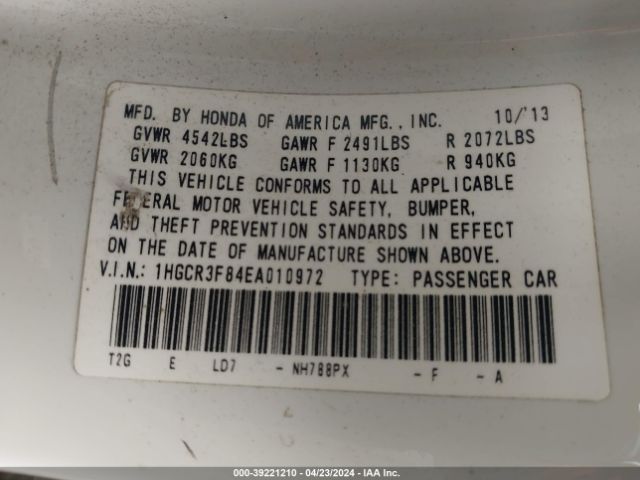 MFD. BY HONDA OF AMERICA MFG., INC. 10/'13
GVWR 4542LBS GAWR F 2491LBS R 2072LBS
GVWR 2060KG GAWR F 1130KG R 940KG
THIS VEHICLE CONFORMS TO ALL APPLICABLE
FEDERAL MOTOR VEHICLE SAFETY, BUMPER,
AND THEFT PREVENTION STANDARDS IN EFFECT
ON THE DATE OF MANUFACTURE SHOWN ABOVE.
V.I.N.: 1HGCR3F84EA010972 TYPE: PASSENGER CAR
T2G E LD7 - NH788PX - F - A
000-39221210 - 04/23/2024 - IAA Inc.